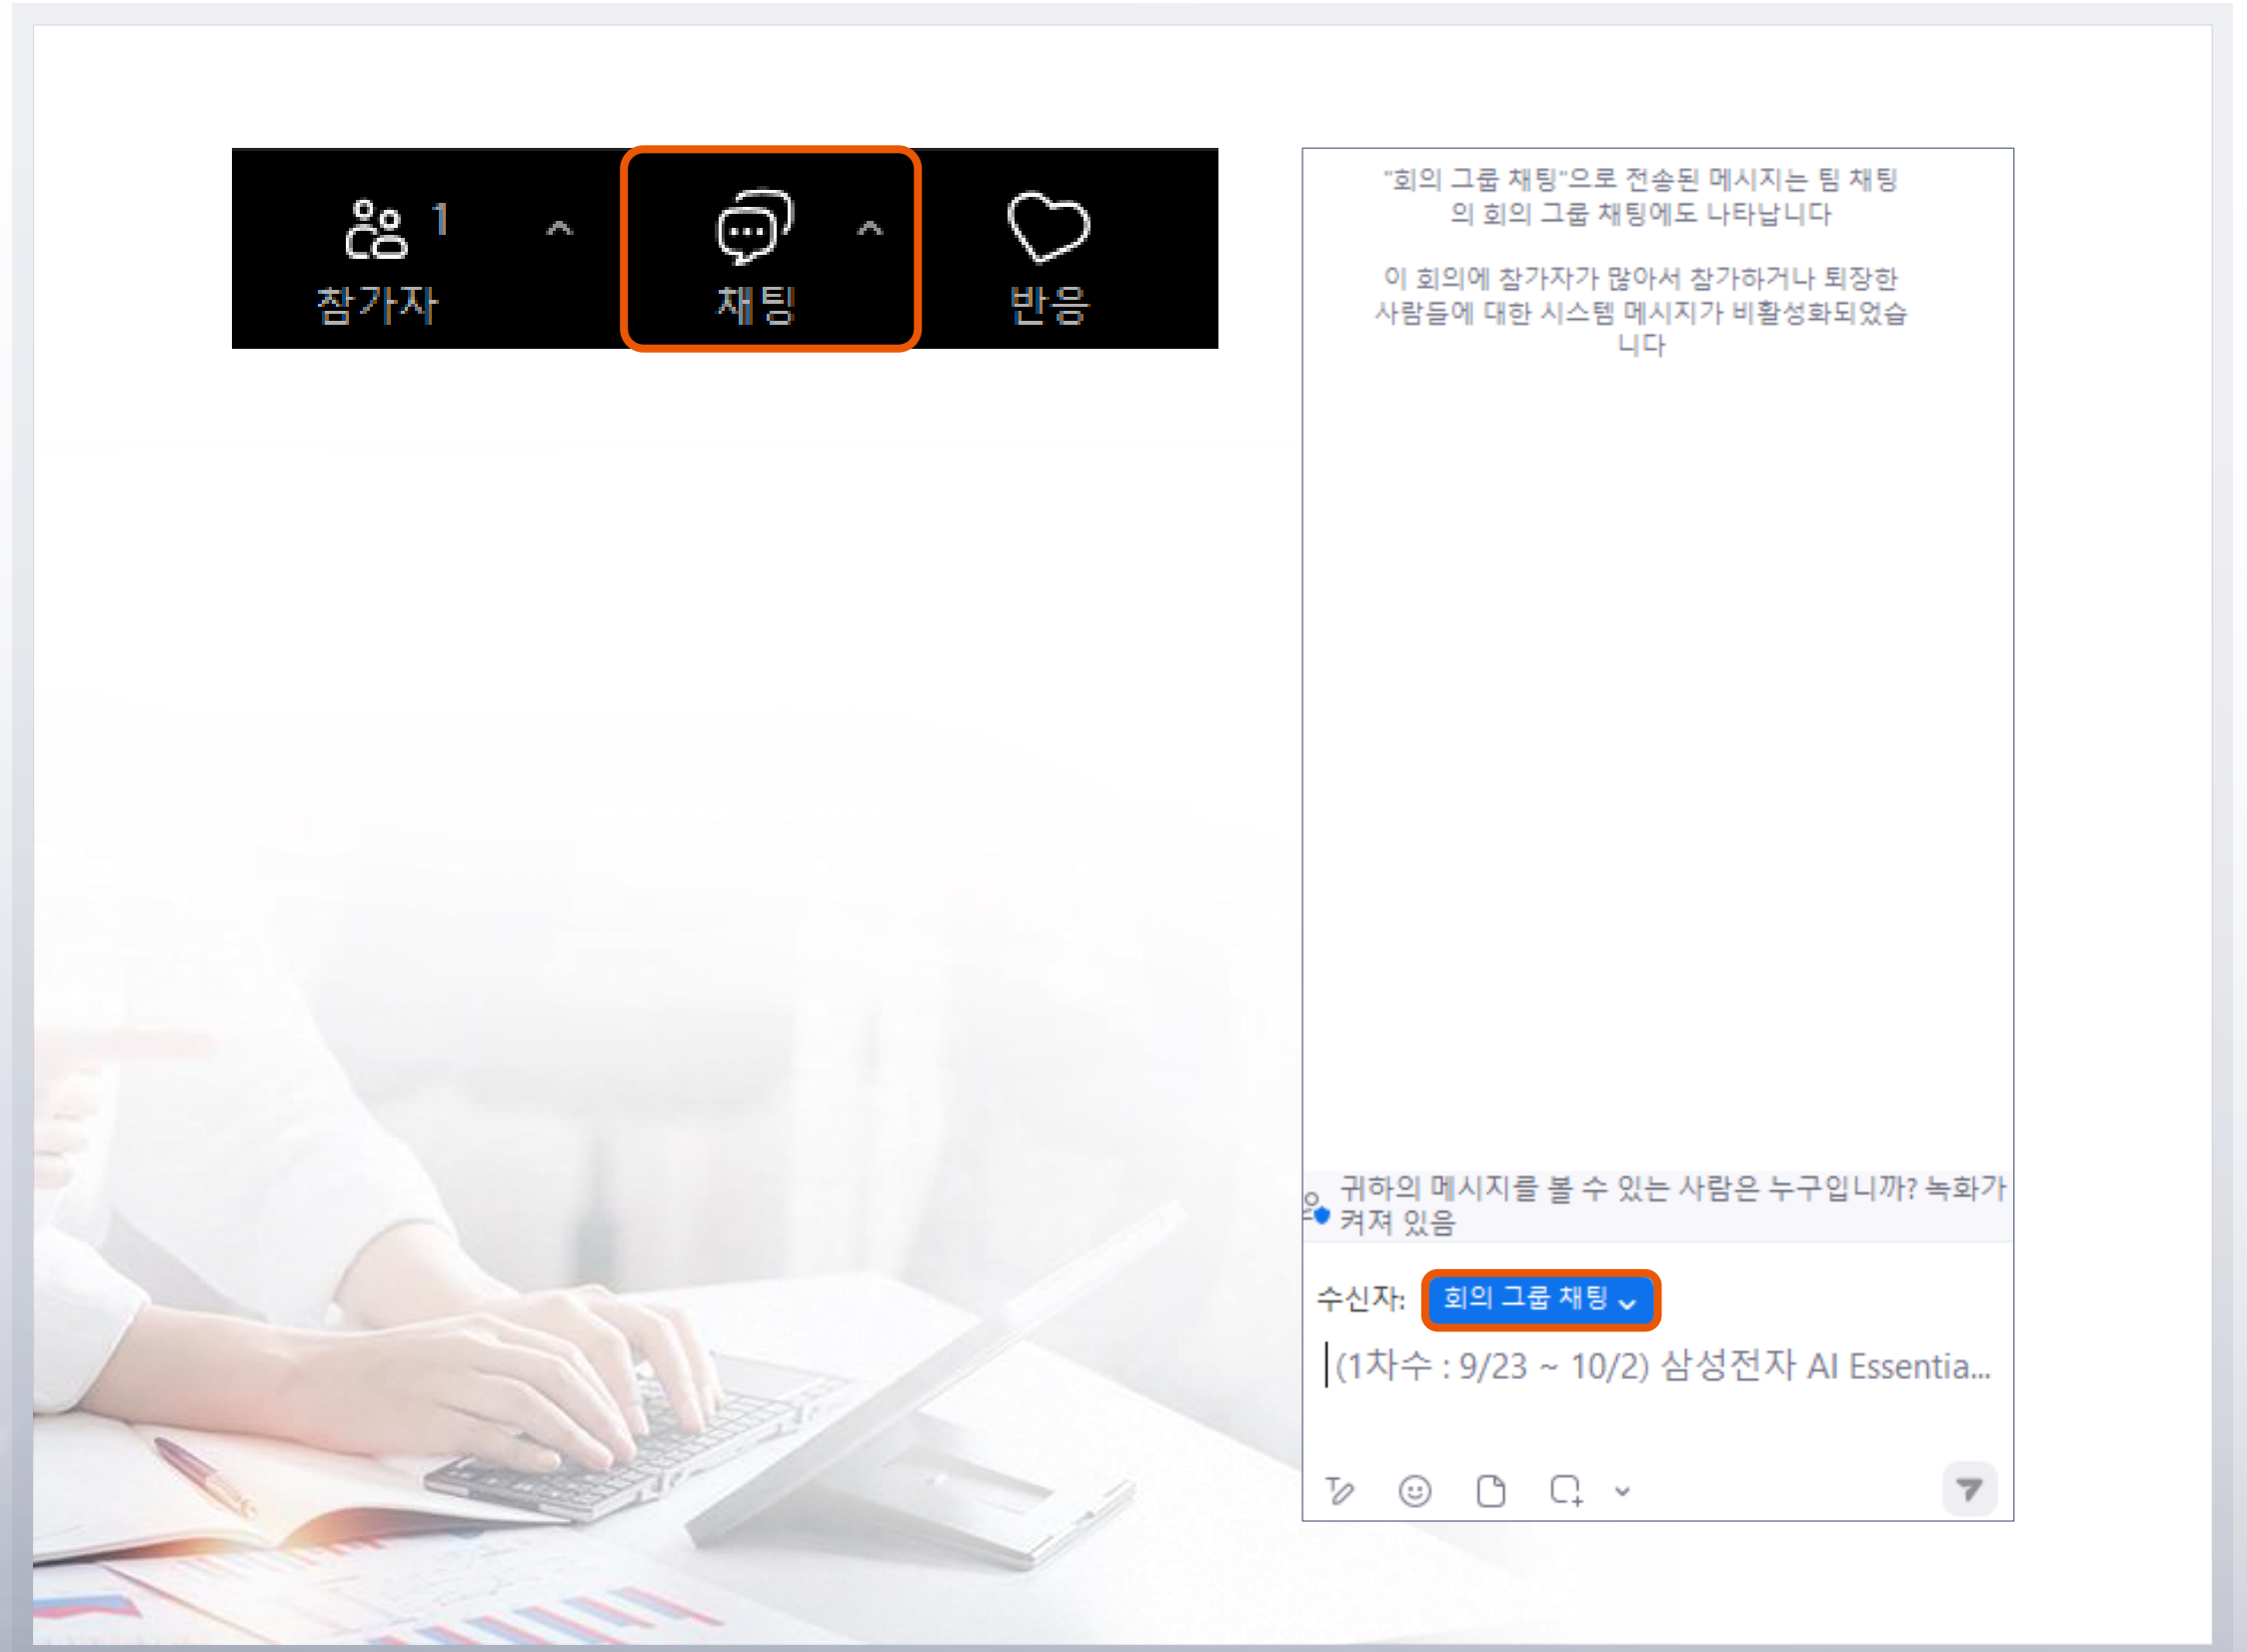 1
참가자
채팅
반응
"회의 그룹 채팅"으로 전송된 메시지는 팀 채팅
의 회의 그룹 채팅에도 나타납니다
이 회의에 참가자가 많아서 참가하거나 퇴장한
사람들에 대한 시스템 메시지가 비활성화되었습
니다
귀하의 메시지를 볼 수 있는 사람은 누구입니까? 녹화가
켜져 있음
수신자: 회의 그룹 채팅
(1차수 : 9/23 ~ 10/2) 삼성전자 AI Essentia...